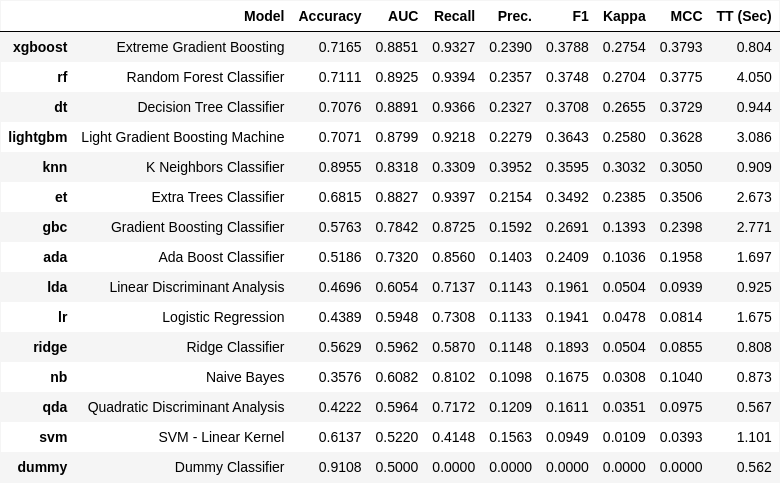 Model Accuracy AUC Recall Prec. F1 Kappa MCC TT (Sec)
xgboost Extreme Gradient Boosting 0.7165 0.8851 0.9327 0.2390 0.3788 0.2754 0.3793 0.804
rf Random Forest Classifier 0.7111 0.8925 0.9394 0.2357 0.3748 0.2704 0.3775 4.050
dt Decision Tree Classifier 0.7076 0.8891 0.9366 0.2327 0.3708 0.2655 0.3729 0.944
lightgbm Light Gradient Boosting Machine 0.7071 0.8799 0.9218 0.2279 0.3643 0.2580 0.3628 3.086
knn K Neighbors Classifier 0.8955 0.8318 0.3309 0.3952 0.3595 0.3032 0.3050 0.909
et Extra Trees Classifier 0.6815 0.8827 0.9397 0.2154 0.3492 0.2385 0.3506 2.673
gbc Gradient Boosting Classifier 0.5763 0.7842 0.8725 0.1592 0.2691 0.1393 0.2398 2.771
ada Ada Boost Classifier 0.5186 0.7320 0.8560 0.1403 0.2409 0.1036 0.1958 1.697
lda Linear Discriminant Analysis 0.4696 0.6054 0.7137 0.1143 0.1961 0.0504 0.0939 0.925
lr Logistic Regression 0.4389 0.5948 0.7308 0.1133 0.1941 0.0478 0.0814 1.675
ridge Ridge Classifier 0.5629 0.5962 0.5870 0.1148 0.1893 0.0504 0.0855 0.808
nb Naive Bayes 0.3576 0.6082 0.8102 0.1098 0.1675 0.0308 0.1040 0.873
qda Quadratic Discriminant Analysis 0.4222 0.5964 0.7172 0.1209 0.1611 0.0351 0.0975 0.567
svm SVM - Linear Kernel 0.6137 0.5220 0.4148 0.1563 0.0949 0.0109 0.0393 1.101
dummy Dummy Classifier 0.9108 0.5000 0.0000 0.0000 0.0000 0.0000 0.0000 0.562